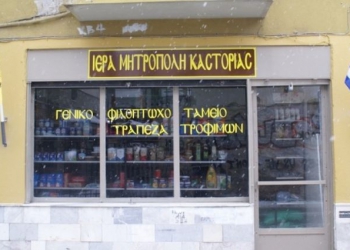 ΙΕΡΑ ΜΗΤΡΟΠΟΛΗ ΚΑΣΤΟΡΙΑΣ
ΓΕΝΙΚΟ ΦΙΛΟΠΤΩΧΟ ΤΑΜΕΙΟ
ΤΡΑΠΕΖΑ ΤΡΟΦΙΜΩΝ